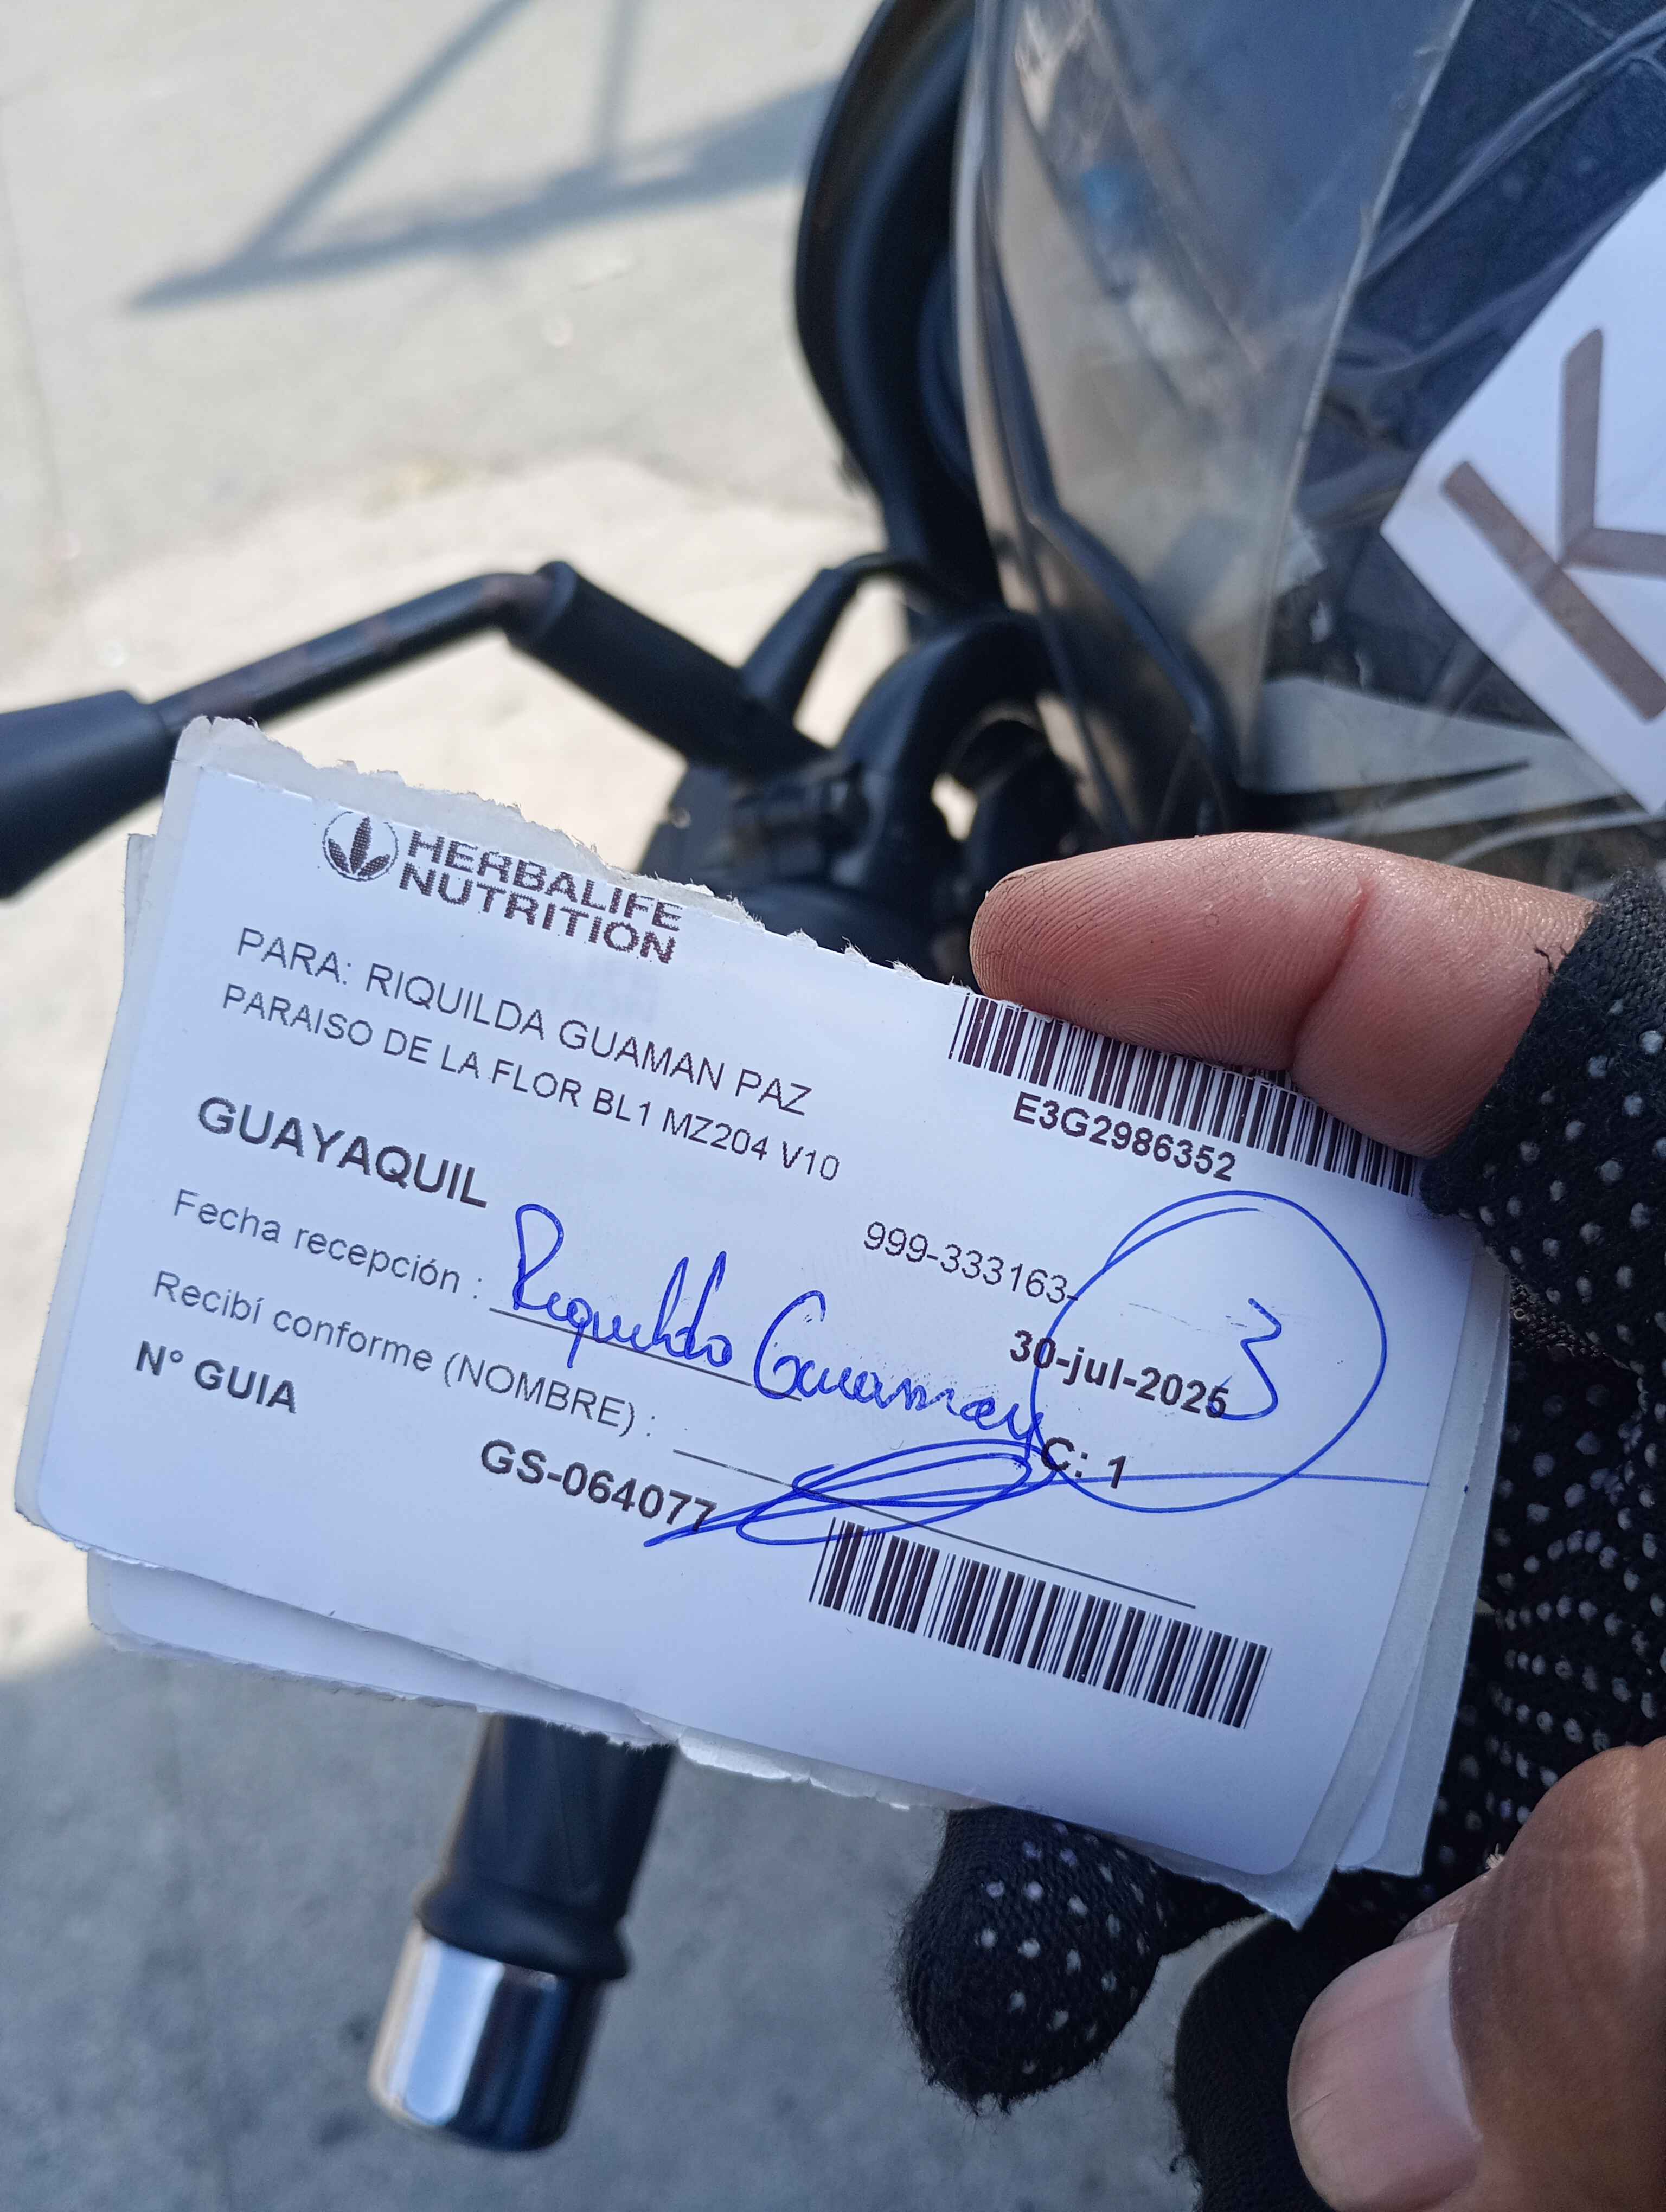 HERBALIFE
NUTRITION
PARA: RIQUILDA GUAMAN PAZ
PARAISO DE LA FLOR BL1 MZ204 V10
E3G2986352
GUAYAQUIL
999-333163-
Fecha recepción : Riquilda Guaman
30-jul-2025
3
Recibí conforme (NOMBRE) :
C: 1
N° GUIA
GS-064077
K